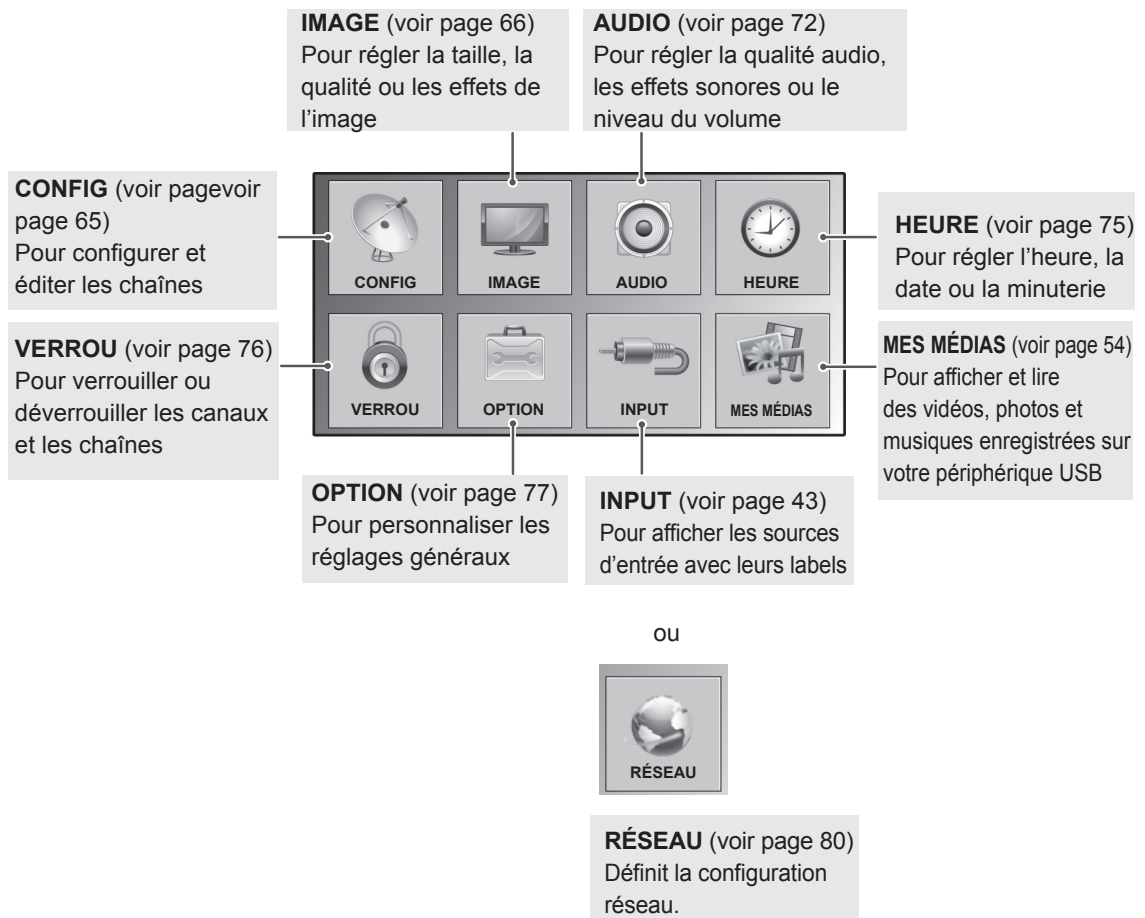 IMAGE (voir page 66)
Pour régler la taille, la
qualité ou les effets de
l’image
AUDIO (voir page 72)
Pour régler la qualité audio,
les effets sonores ou le
niveau du volume
CONFIG (voir pagevoir
page 65)
Pour configurer et
éditer les chaînes
HEURE (voir page 75)
Pour régler l’heure, la
date ou la minuterie
CONFIG
IMAGE
AUDIO
HEURE
VERROU (voir page 76)
Pour verrouiller ou
déverrouiller les canaux
et les chaînes
MES MÉDIAS (voir page 54)
Pour afficher et lire
des vidéos, photos et
musiques enregistrées sur
votre périphérique USB
VERROU
OPTION
INPUT
MES MÉDIAS
OPTION (voir page 77)
Pour personnaliser les
réglages généraux
INPUT (voir page 43)
Pour afficher les sources
d’entrée avec leurs labels
ou
RÉSEAU
RÉSEAU (voir page 80)
Définit la configuration
réseau.